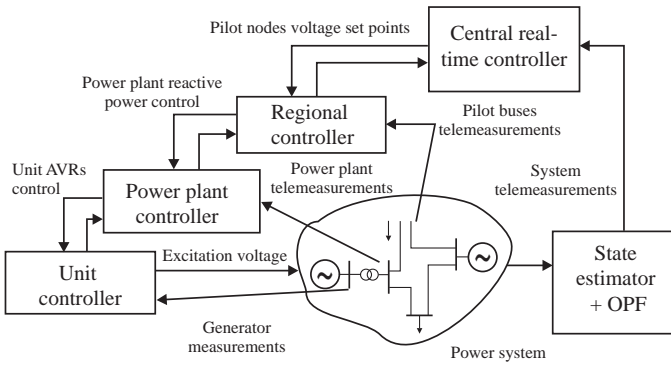 Pilot nodes voltage set points
Central real-
time controller
Power plant reactive
power control
Regional
controller
Pilot buses
telemeasurements
Unit AVRs
control
Power plant
telemeasurements
System
telemeasurements
Power plant
controller
Unit
controller
Excitation voltage
~
~
State
estimator
+ OPF
Generator
measurements
Power system